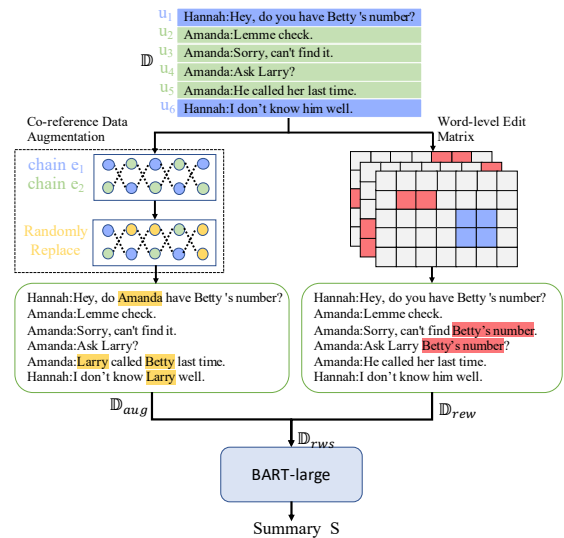 u1 Hannah:Hey, do you have Betty 's number?
u2 Amanda:Lemme check.
𝔻 u3 Amanda:Sorry, can't find it.
u4 Amanda:Ask Larry?
u5 Amanda:He called her last time.
u6 Hannah:I don't know him well.
Co-reference Data
Augmentation
Word-level Edit
Matrix
chain e1
chain e2
Randomly
Replace
Hannah:Hey, do Amanda have Betty 's number?
Amanda:Lemme check.
Amanda:Sorry, can't find it.
Amanda:Ask Larry?
Amanda:Larry called Betty last time.
Hannah:I don't know Larry well.
Hannah:Hey, do you have Betty 's number?
Amanda:Lemme check.
Amanda:Sorry, can't find Betty's number.
Amanda:Ask Larry Betty's number?
Amanda:He called her last time.
Hannah:I don't know him well.
𝔻aug
𝔻rew
𝔻rws
BART-large
Summary S